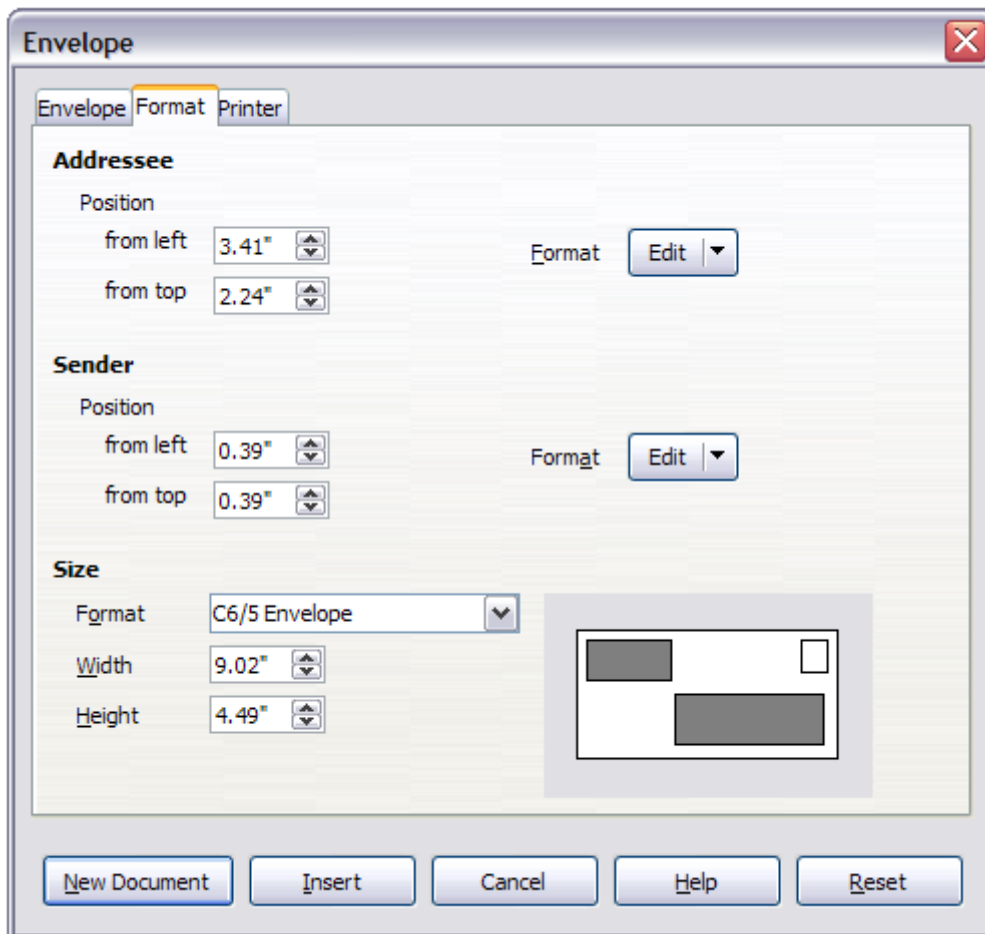 Envelope
Envelope Format Printer
Addressee
Position
from left 3.41" Format Edit
from top 2.24"
Sender
Position
from left 0.39" Format Edit
from top 0.39"
Size
Format C6/5 Envelope
Width 9.02"
Height 4.49"
New Document Insert Cancel Help Reset